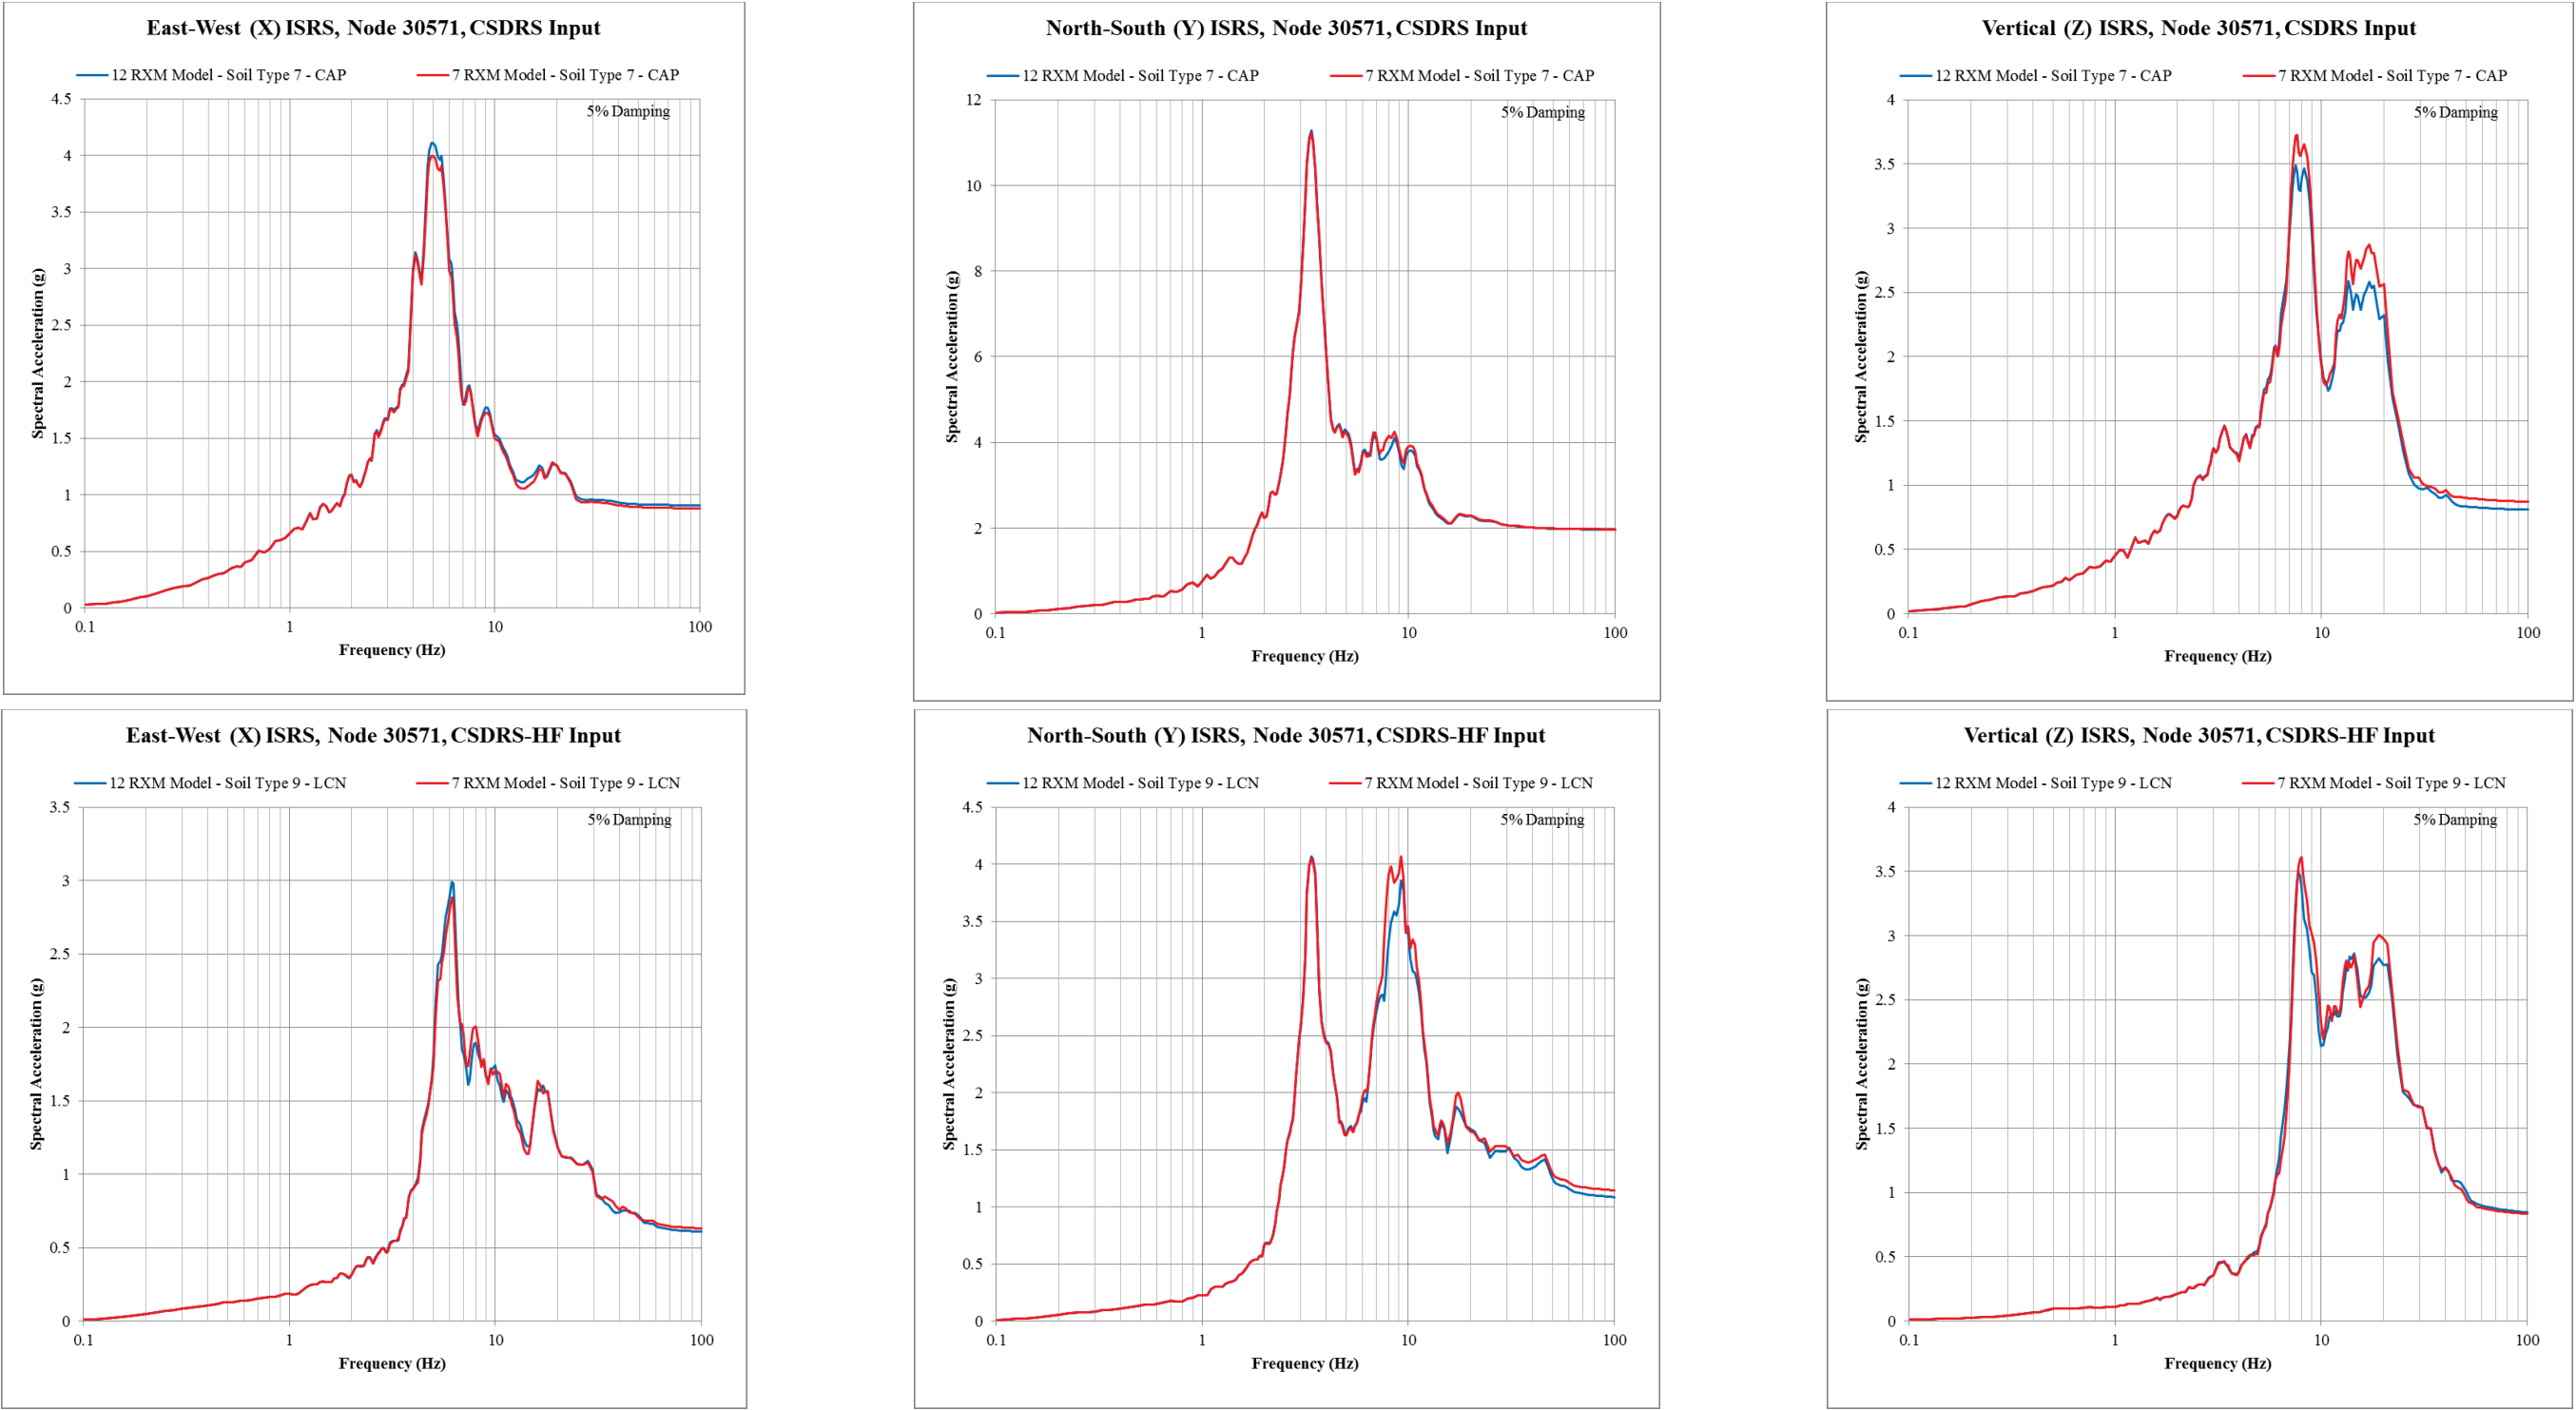 East-West (X) ISRS, Node 30571, CSDRS Input
12 RXM Model - Soil Type 7 - CAP
7 RXM Model - Soil Type 7 - CAP
5% Damping
4.5
4
3.5
3
2.5
2
1.5
1
0.5
0
Spectral Acceleration (g)
0.1
1
10
100
Frequency (Hz)
North-South (Y) ISRS, Node 30571, CSDRS Input
12 RXM Model - Soil Type 7 - CAP
7 RXM Model - Soil Type 7 - CAP
5% Damping
12
10
8
6
4
2
0
Spectral Acceleration (g)
0.1
1
10
100
Frequency (Hz)
Vertical (Z) ISRS, Node 30571, CSDRS Input
12 RXM Model - Soil Type 7 - CAP
7 RXM Model - Soil Type 7 - CAP
5% Damping
4
3.5
3
2.5
2
1.5
1
0.5
0
Spectral Acceleration (g)
0.1
1
10
100
Frequency (Hz)
East-West (X) ISRS, Node 30571, CSDRS-HF Input
12 RXM Model - Soil Type 9 - LCN
7 RXM Model - Soil Type 9 - LCN
5% Damping
3.5
3
2.5
2
1.5
1
0.5
0
Spectral Acceleration (g)
0.1
1
10
100
Frequency (Hz)
North-South (Y) ISRS, Node 30571, CSDRS-HF Input
12 RXM Model - Soil Type 9 - LCN
7 RXM Model - Soil Type 9 - LCN
5% Damping
4.5
4
3.5
3
2.5
2
1.5
1
0.5
0
Spectral Acceleration (g)
0.1
1
10
100
Frequency (Hz)
Vertical (Z) ISRS, Node 30571, CSDRS-HF Input
12 RXM Model - Soil Type 9 - LCN
7 RXM Model - Soil Type 9 - LCN
5% Damping
4
3.5
3
2.5
2
1.5
1
0.5
0
Spectral Acceleration (g)
0.1
1
10
100
Frequency (Hz)